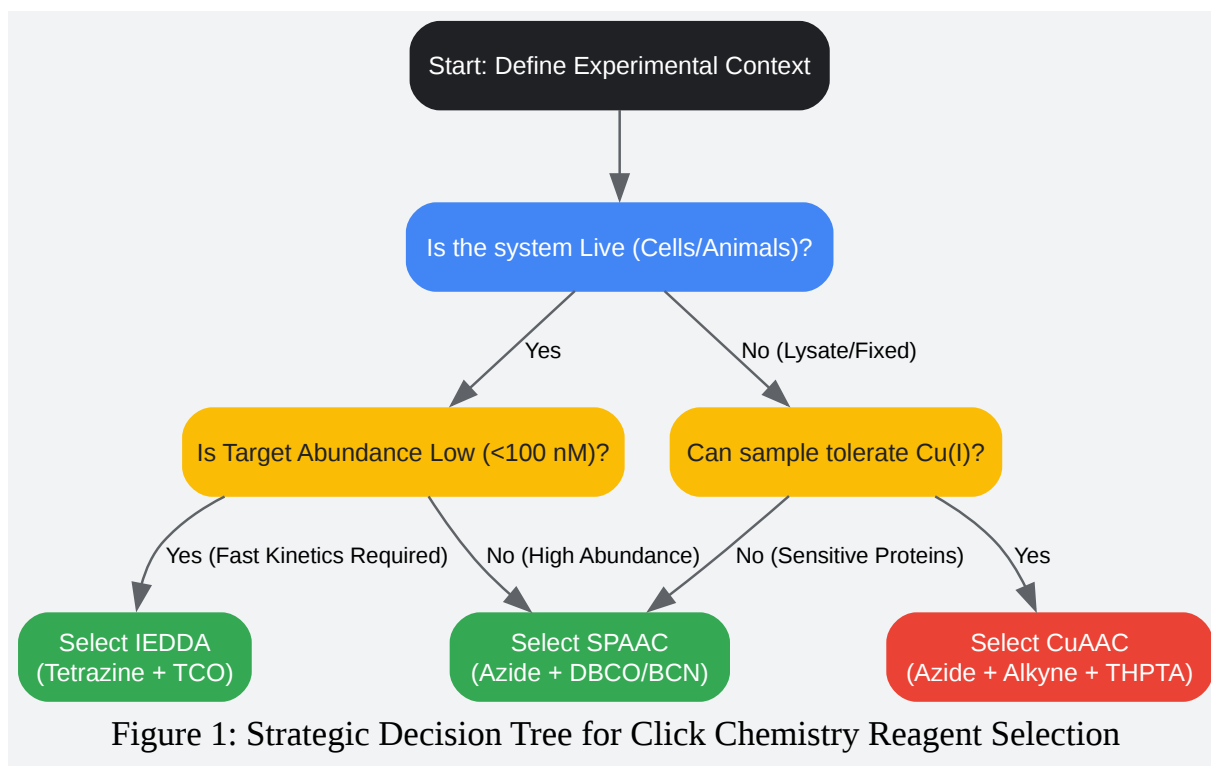 Start: Define Experimental Context
Is the system Live (Cells/Animals)?
Yes
No (Lysate/Fixed)
Is Target Abundance Low (<100 nM)?
Can sample tolerate Cu(I)?
Yes (Fast Kinetics Required)
No (High Abundance)
No (Sensitive Proteins)
Yes
Select IEDDA
(Tetrazine + TCO)
Select SPAAC
(Azide + DBCO/BCN)
Select CuAAC
(Azide + Alkyne + THPTA)
Figure 1: Strategic Decision Tree for Click Chemistry Reagent Selection